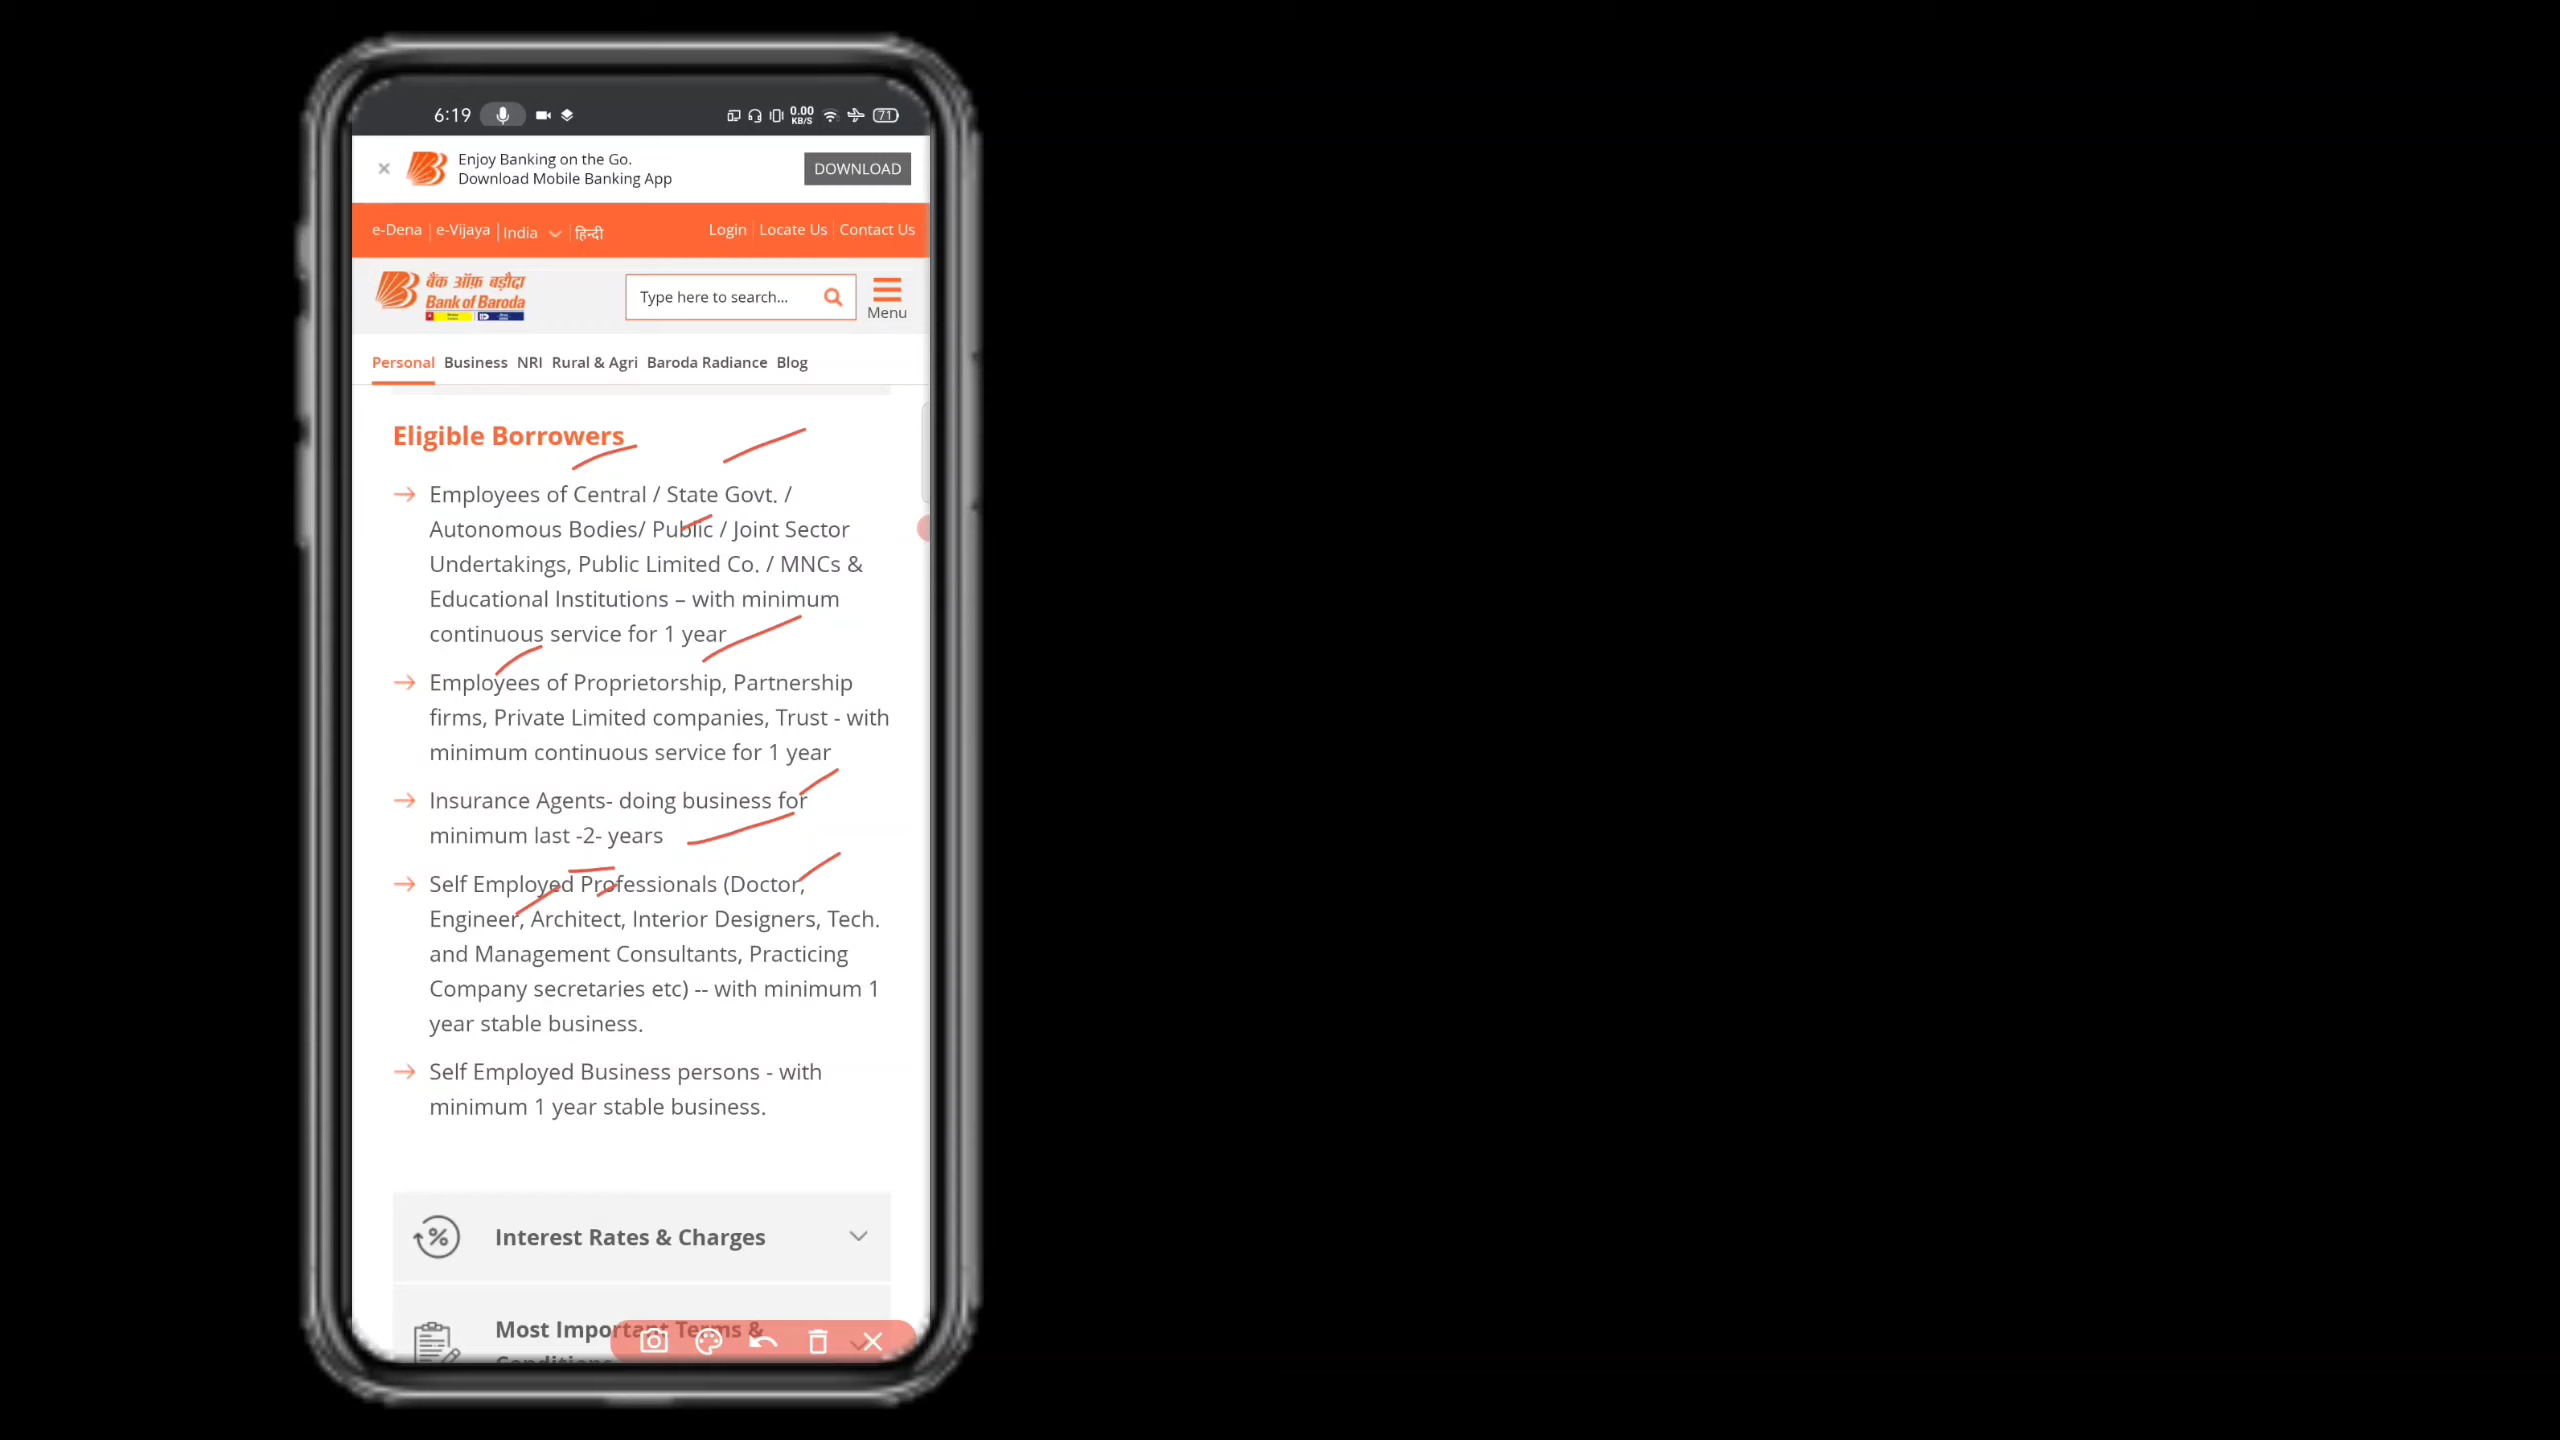 6:19 0.00 KB/S 71
Enjoy Banking on the Go.
Download Mobile Banking App
DOWNLOAD
e-Dena e-Vijaya India हिन्दी Login Locate Us Contact Us
बैंक ऑफ़ बड़ौदा
Bank of Baroda
Type here to search...
Menu
Personal Business NRI Rural & Agri Baroda Radiance Blog
Eligible Borrowers
Employees of Central / State Govt. /
Autonomous Bodies/ Public / Joint Sector
Undertakings, Public Limited Co. / MNCs &
Educational Institutions – with minimum
continuous service for 1 year
Employees of Proprietorship, Partnership
firms, Private Limited companies, Trust - with
minimum continuous service for 1 year
Insurance Agents- doing business for
minimum last -2- years
Self Employed Professionals (Doctor,
Engineer, Architect, Interior Designers, Tech.
and Management Consultants, Practicing
Company secretaries etc) -- with minimum 1
year stable business.
Self Employed Business persons - with
minimum 1 year stable business.
Interest Rates & Charges
Most Important Terms &
Conditions